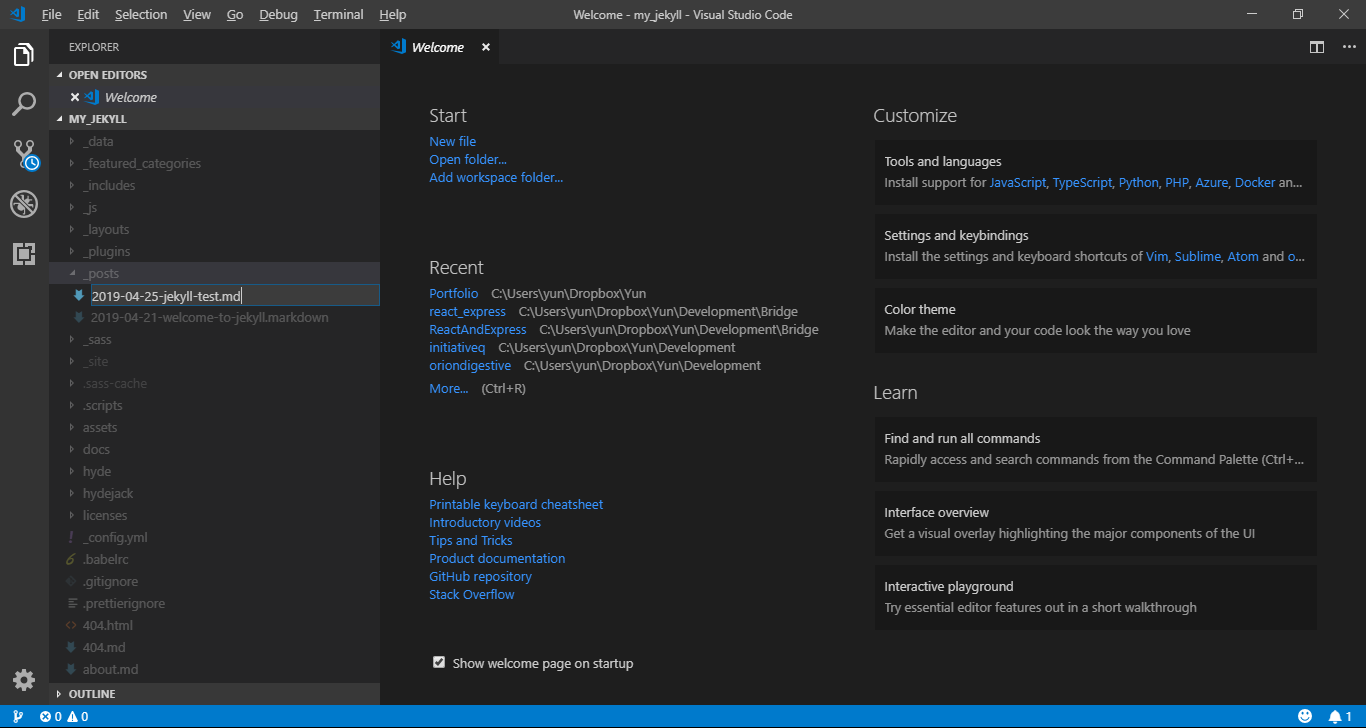 File Edit Selection View Go Debug Terminal Help
Welcome - my_jekyll - Visual Studio Code
EXPLORER
OPEN EDITORS
Welcome
MY_JEKYLL
_data
_featured_categories
_includes
_js
_layouts
_plugins
_posts
2019-04-25-jekyll-test.md
2019-04-21-welcome-to-jekyll.markdown
_sass
_site
.sass-cache
.scripts
assets
docs
hyde
hydejack
licenses
_config.yml
.babelrc
.gitignore
.prettierignore
404.html
404.md
about.md
OUTLINE
Welcome
Start
New file
Open folder...
Add workspace folder...
Recent
Portfolio C:\Users\yun\Dropbox\Yun
react_express C:\Users\yun\Dropbox\Yun\Development\Bridge
ReactAndExpress C:\Users\yun\Dropbox\Yun\Development\Bridge
initiativeq C:\Users\yun\Dropbox\Yun\Development
oriondigestive C:\Users\yun\Dropbox\Yun\Development
More... (Ctrl+R)
Help
Printable keyboard cheatsheet
Introductory videos
Tips and Tricks
Product documentation
GitHub repository
Stack Overflow
Show welcome page on startup
Customize
Tools and languages
Install support for JavaScript, TypeScript, Python, PHP, Azure, Docker an...
Settings and keybindings
Install the settings and keyboard shortcuts of Vim, Sublime, Atom and o...
Color theme
Make the editor and your code look the way you love
Learn
Find and run all commands
Rapidly access and search commands from the Command Palette (Ctrl+...
Interface overview
Get a visual overlay highlighting the major components of the UI
Interactive playground
Try essential editor features out in a short walkthrough
0 0
1